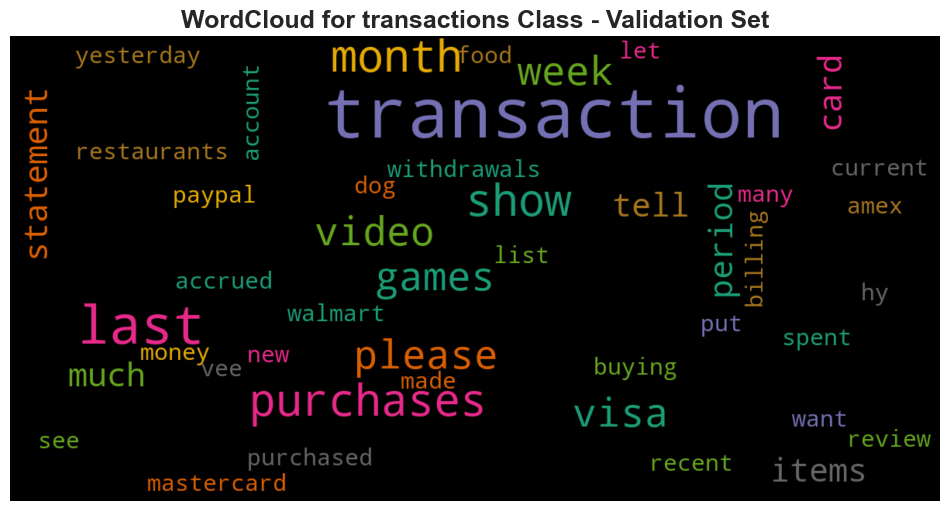 WordCloud for transactions Class - Validation Set
yesterday
month
food
week
let
card
account
statement
transaction
restaurants
withdrawals
current
paypal
dog
show
tell
period
many
amex
billing
video
list
games
accrued
hy
walmart
last
put
spent
money
vee
new
please
made
buying
much
purchases
visa
want
see
review
purchased
recent
items
mastercard